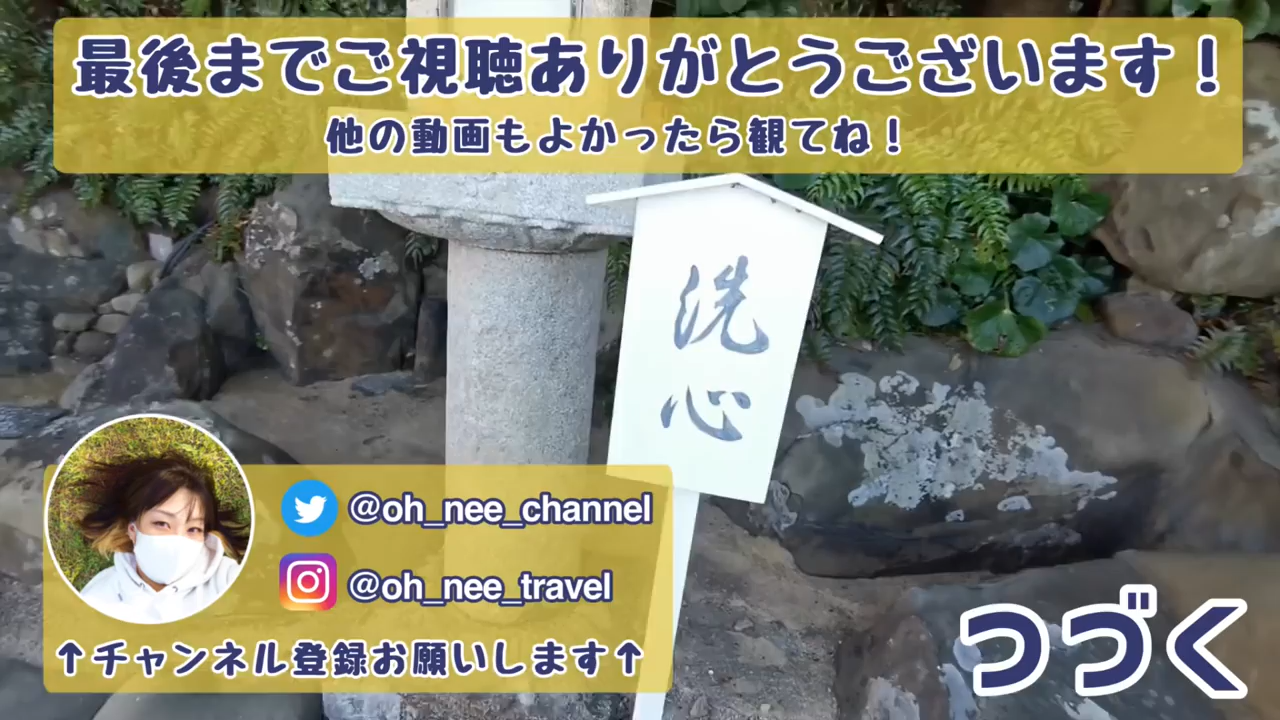 最後までご視聴ありがとうございます！
他の動画もよかったら観てね！
洗心
@oh_nee_channel
@oh_nee_travel
↑チャンネル登録お願いします↑
つづく